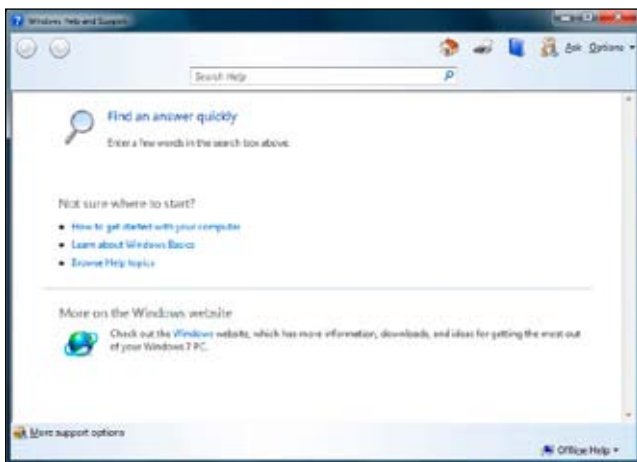 Windows Help and Support
Ask Options
Search Help
Find an answer quickly
Enter a few words in the search box above.
Not sure where to start?
How to get started with your computer
Learn about Windows Basics
Browse Help topics
More on the Windows website
Check out the Windows website, which has more information, downloads, and ideas for getting the most out
of your Windows 7 PC.
More support options
Office Help